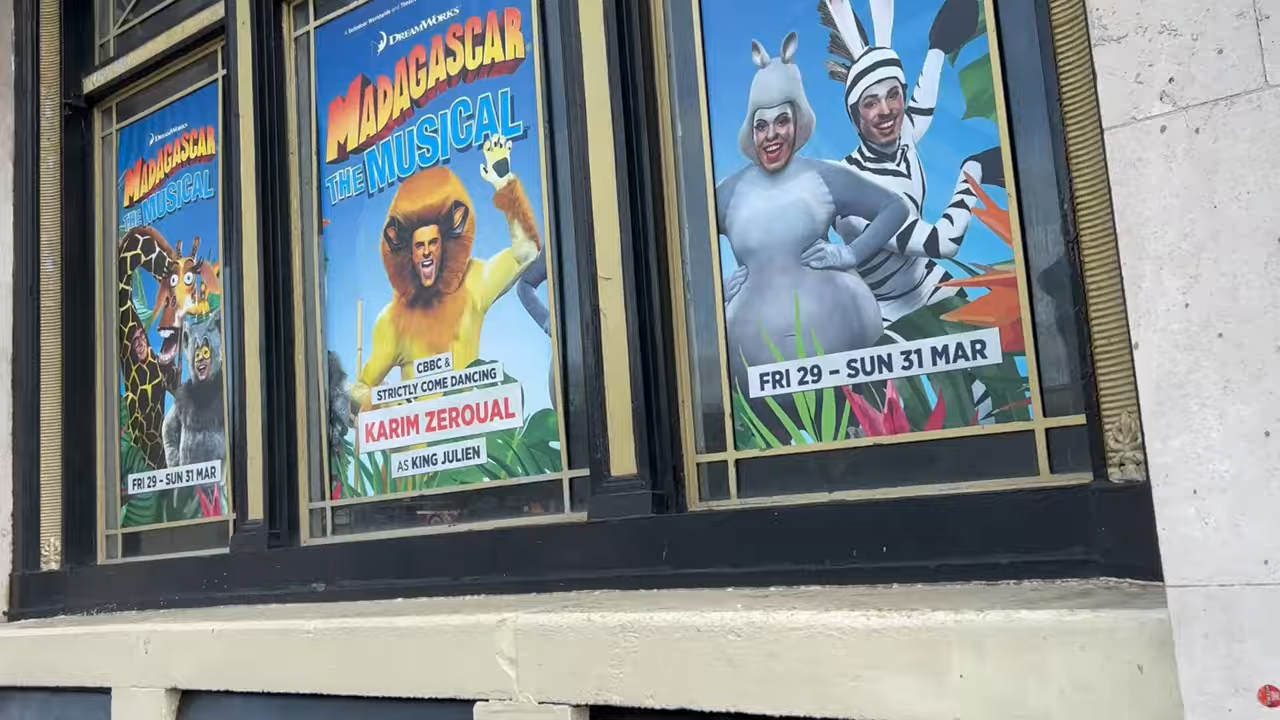 DREAMWORKS
MADAGASCAR
THE MUSICAL
FRI 29 – SUN 31 MAR
DREAMWORKS
MADAGASCAR
THE MUSICAL
CBBC &
STRICTLY COME DANCING
KARIM ZEROUAL
AS KING JULIEN
FRI 29 – SUN 31 MAR